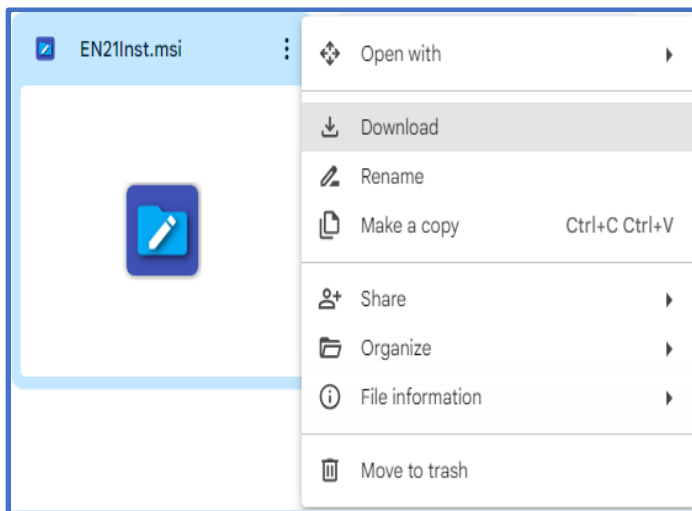 EN21Inst.msi
Open with
Download
Rename
Make a copy Ctrl+C Ctrl+V
Share
Organize
File information
Move to trash